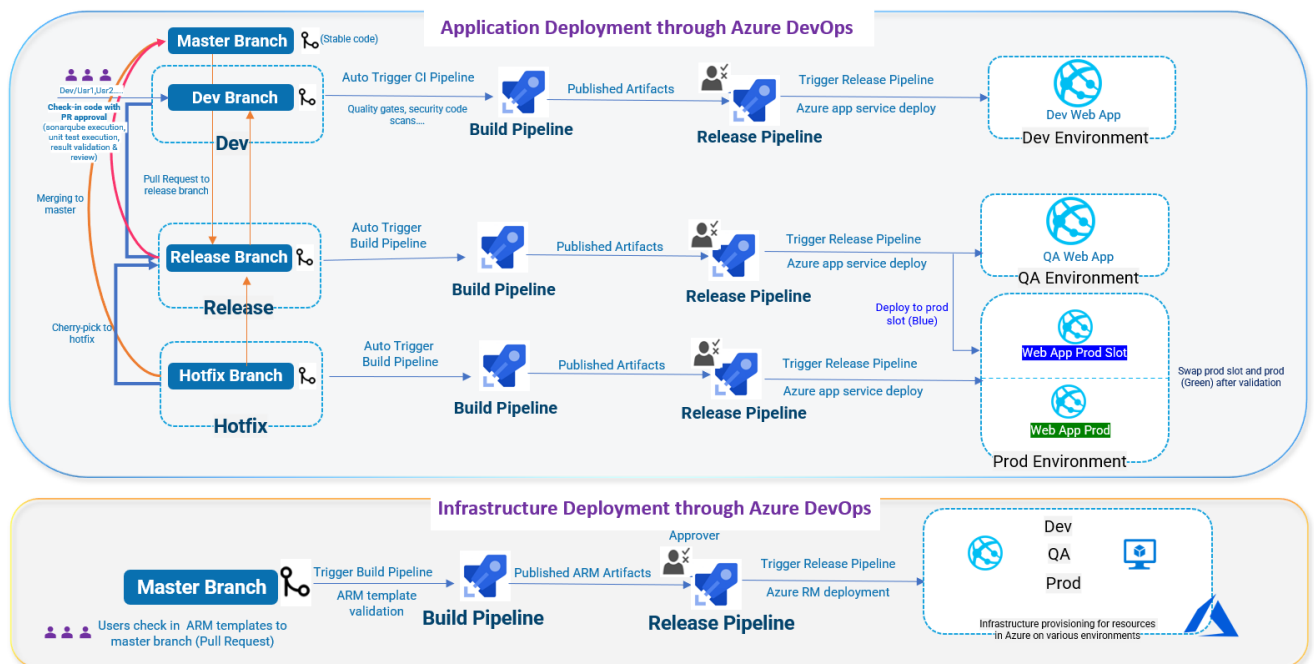 Application Deployment through Azure DevOps
Master Branch
(Stable code)
Dev/Usr1,Usr2.....
Check-in code with
PR approval
(sonarqube execution,
unit test execution,
result validation &
review)
Dev Branch
Dev
Auto Trigger CI Pipeline
Quality gates, security code
scans....
Build Pipeline
Published Artifacts
Release Pipeline
Trigger Release Pipeline
Azure app service deploy
Dev Web App
Dev Environment
Pull Request to
release branch
Merging to
master
Release Branch
Release
Auto Trigger
Build Pipeline
Build Pipeline
Published Artifacts
Release Pipeline
Trigger Release Pipeline
Azure app service deploy
QA Web App
QA Environment
Deploy to prod
slot (Blue)
Cherry-pick to
hotfix
Hotfix Branch
Hotfix
Auto Trigger
Build Pipeline
Build Pipeline
Published Artifacts
Release Pipeline
Trigger Release Pipeline
Azure app service deploy
Web App Prod Slot
Web App Prod
Prod Environment
Swap prod slot and prod
(Green) after validation
Infrastructure Deployment through Azure DevOps
Master Branch
Users check in ARM templates to
master branch (Pull Request)
Trigger Build Pipeline
ARM template
validation
Build Pipeline
Published ARM Artifacts
Approver
Release Pipeline
Trigger Release Pipeline
Azure RM deployment
Dev
QA
Prod
Infrastructure provisioning for resources
in Azure on various environments